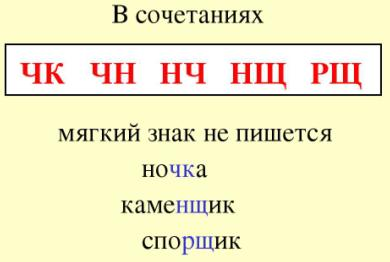 В сочетаниях
ЧК ЧН НЧ НЩ РЩ
мягкий знак не пишется
ночка
каменщик
спорщик